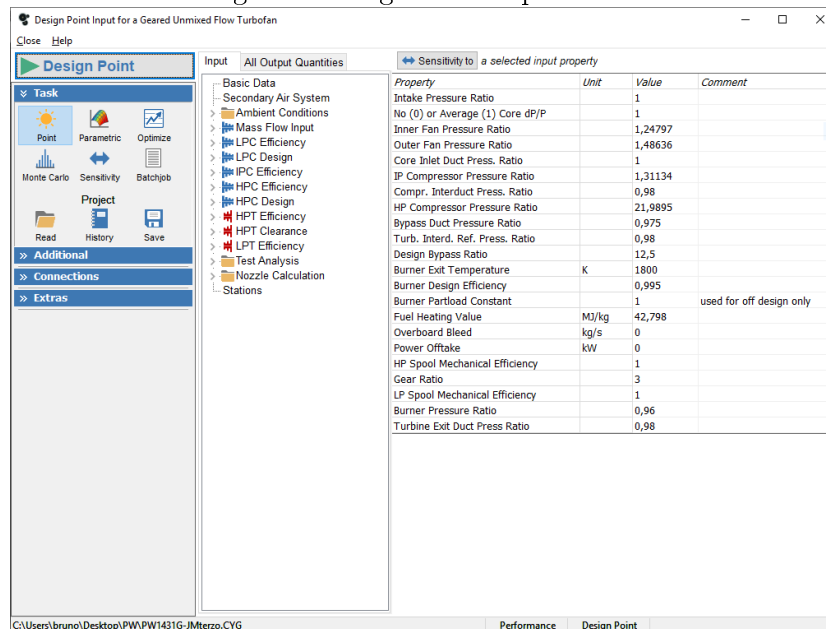 Design Point Input for a Geared Unmixed Flow Turbofan
Close Help
Design Point
Task
Point Parametric Optimize
Monte Carlo Sensitivity Batchjob
Project
Read History Save
Additional
Connections
Extras
Input All Output Quantities
Basic Data
Secondary Air System
Ambient Conditions
Mass Flow Input
LPC Efficiency
LPC Design
IPC Efficiency
HPC Efficiency
HPC Design
HPT Efficiency
HPT Clearance
LPT Efficiency
Test Analysis
Nozzle Calculation
Stations
Sensitivity to a selected input property
Property Unit Value Comment
Intake Pressure Ratio 1
No (0) or Average (1) Core dP/P 1
Inner Fan Pressure Ratio 1,24797
Outer Fan Pressure Ratio 1,48636
Core Inlet Duct Press. Ratio 1
IP Compressor Pressure Ratio 1,31134
Compr. Interduct Press. Ratio 0,98
HP Compressor Pressure Ratio 21,9895
Bypass Duct Pressure Ratio 0,975
Turb. Interd. Ref. Press. Ratio 0,98
Design Bypass Ratio 12,5
Burner Exit Temperature K 1800
Burner Design Efficiency 0,995
Burner Partload Constant 1 used for off design only
Fuel Heating Value MJ/kg 42,798
Overboard Bleed kg/s 0
Power Offtake kW 0
HP Spool Mechanical Efficiency 1
Gear Ratio 3
LP Spool Mechanical Efficiency 1
Burner Pressure Ratio 0,96
Turbine Exit Duct Press Ratio 0,98
C:\Users\bruno\Desktop\PW\PW1431G-JMterzo.CYG Performance Design Point